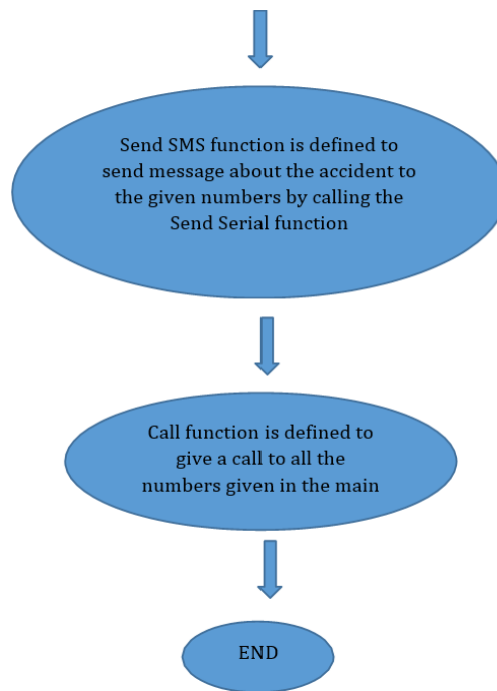 Send SMS function is defined to
send message about the accident to
the given numbers by calling the
Send Serial function
Call function is defined to
give a call to all the
numbers given in the main
END